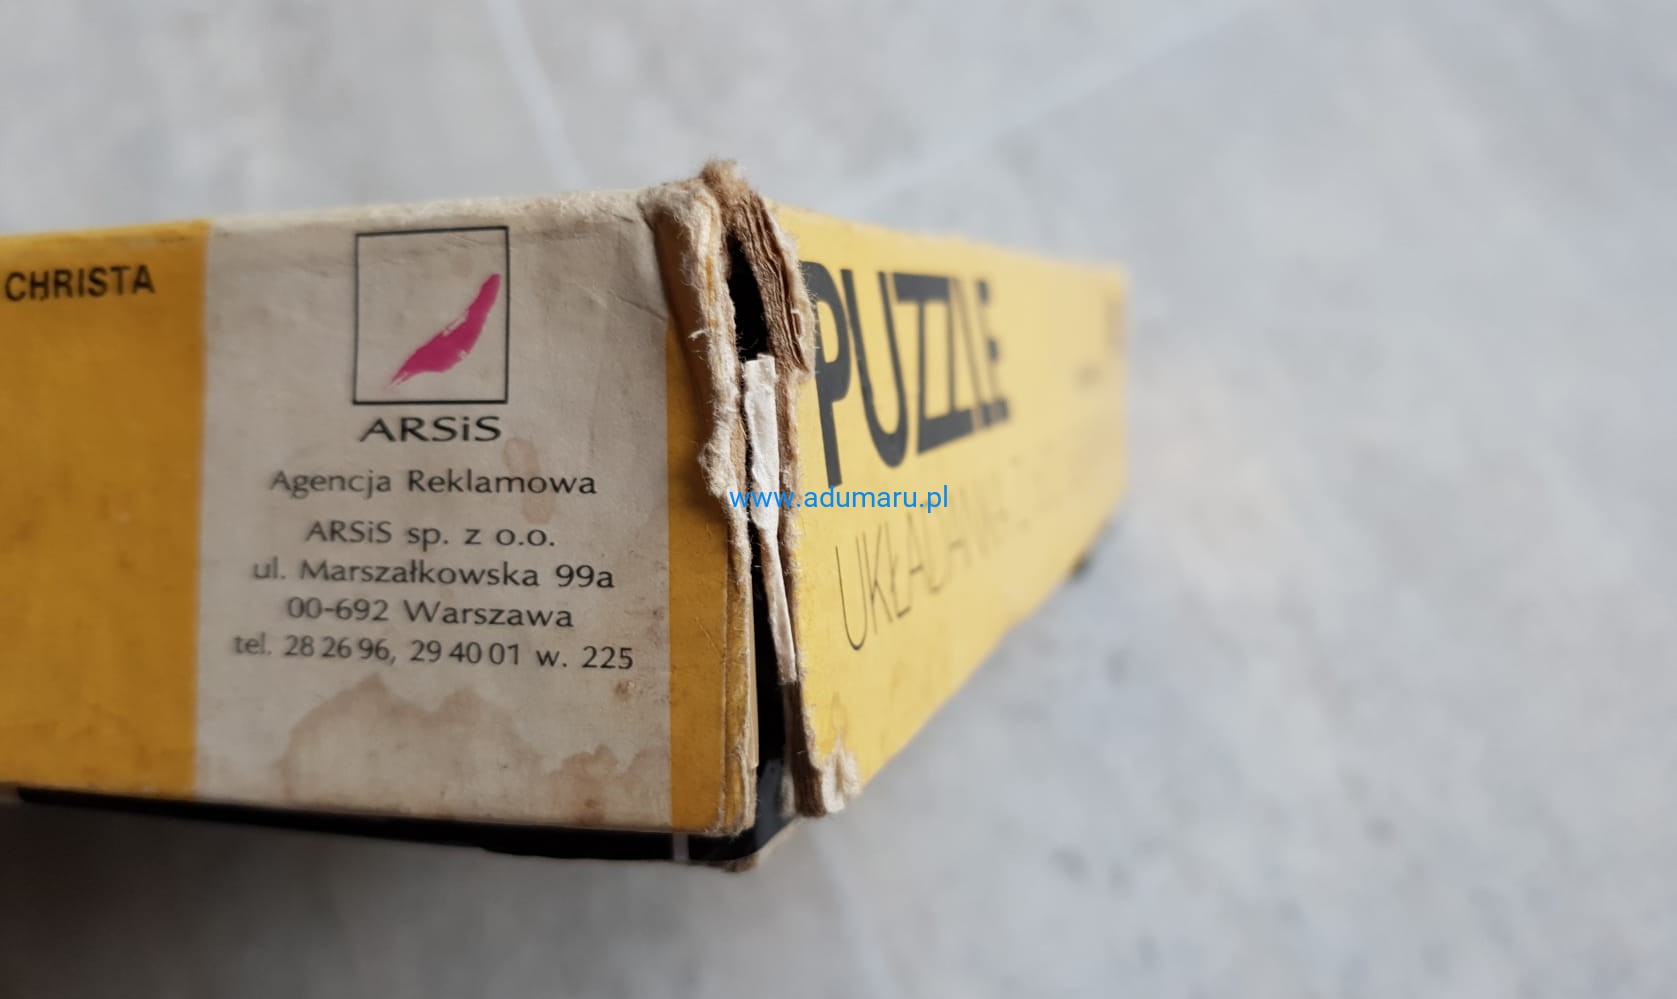 CHRISTA
ARSiS
Agencja Reklamowa
ARSiS sp. z o.o.
ul. Marszałkowska 99a
00-692 Warszawa
tel. 28 26 96, 29 40 01 w. 225
PUZZLE
www.adumaru.pl